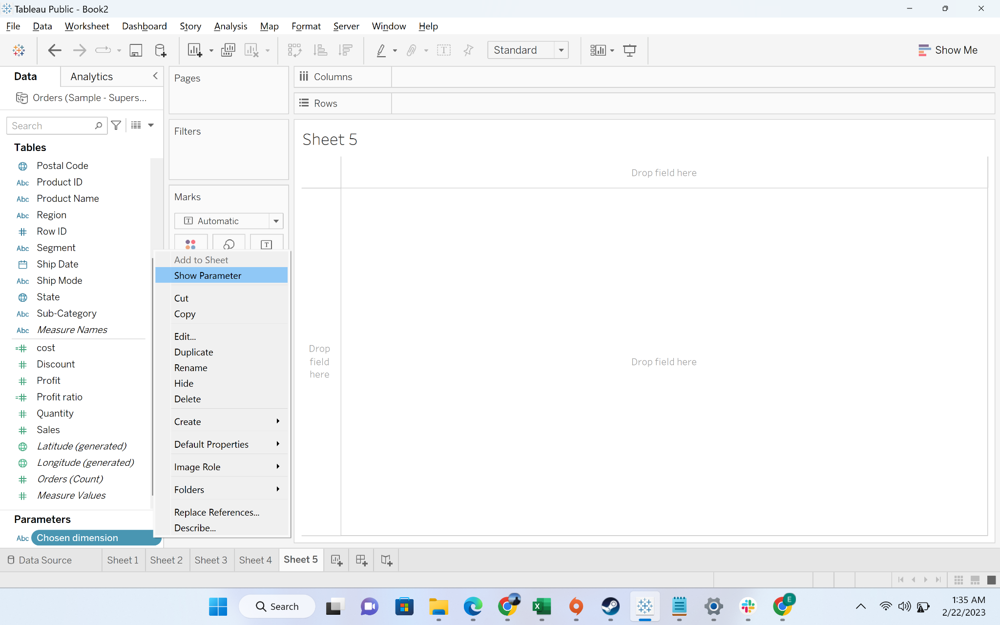 Tableau Public - Book2
File Data Worksheet Dashboard Story Analysis Map Format Server Window Help
Standard
Show Me
Data Analytics
Orders (Sample - Supers...
Search
Tables
Postal Code
Abc Product ID
Abc Product Name
Abc Region
Row ID
Abc Segment
Ship Date
Abc Ship Mode
State
Abc Sub-Category
Abc Measure Names
cost
Discount
Profit
Profit ratio
Quantity
Sales
Latitude (generated)
Longitude (generated)
Orders (Count)
Measure Values
Parameters
Abc Chosen dimension
Pages
Filters
Marks
Automatic
Add to Sheet
Show Parameter
Cut
Copy
Edit...
Duplicate
Rename
Hide
Delete
Create
Default Properties
Image Role
Folders
Replace References...
Describe...
Columns
Rows
Sheet 5
Drop field here
Drop
field
here
Drop field here
Data Source Sheet 1 Sheet 2 Sheet 3 Sheet 4 Sheet 5
Search
E
1:35 AM
2/22/2023